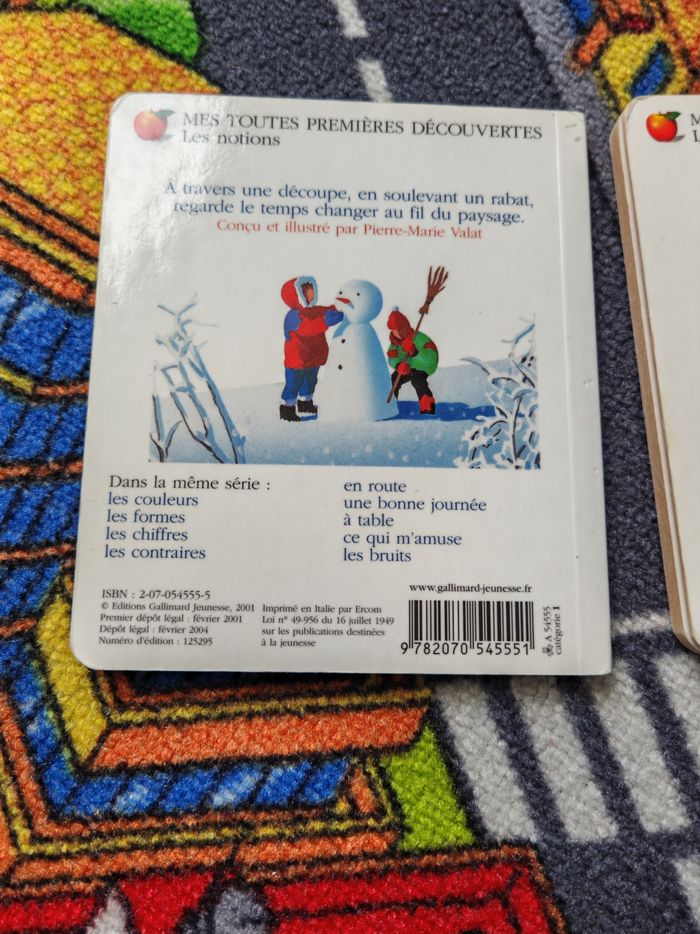 MES TOUTES PREMIÈRES DÉCOUVERTES
Les notions
À travers une découpe, en soulevant un rabat,
regarde le temps changer au fil du paysage.
Conçu et illustré par Pierre-Marie Valat
Dans la même série :
les couleurs
les formes
les chiffres
les contraires
en route
une bonne journée
à table
ce qui m'amuse
les bruits
ISBN : 2-07-054555-5
© Editions Gallimard Jeunesse, 2001
Premier dépôt légal : février 2001
Dépôt légal : février 2004
Numéro d'édition : 125295
Imprimé en Italie par Ercom
Loi n° 49-956 du 16 juillet 1949
sur les publications destinées
à la jeunesse
www.gallimard-jeunesse.fr
9 782070 545551
A 54555
catégorie 1
M
L